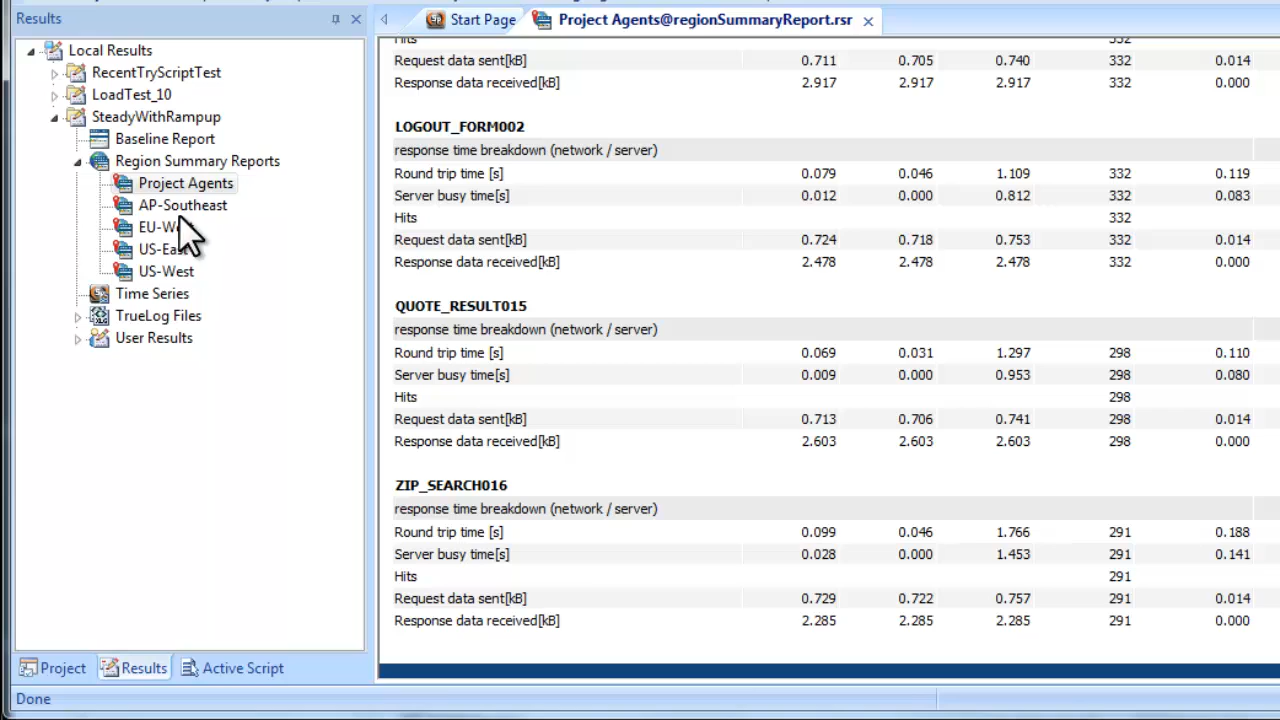 Results
Start Page
Project Agents@regionSummaryReport.rsr
Local Results
RecentTryScriptTest
LoadTest_10
SteadyWithRampup
Baseline Report
Region Summary Reports
Project Agents
AP-Southeast
US-West
Time Series
TrueLog Files
User Results
Hits 332
Request data sent[kB] 0.711 0.705 0.740 332 0.014
Response data received[kB] 2.917 2.917 2.917 332 0.000
LOGOUT_FORM002
response time breakdown (network / server)
Round trip time [s] 0.079 0.046 1.109 332 0.119
Server busy time[s] 0.012 0.000 0.812 332 0.083
Hits 332
Request data sent[kB] 0.724 0.718 0.753 332 0.014
Response data received[kB] 2.478 2.478 2.478 332 0.000
QUOTE_RESULT015
response time breakdown (network / server)
Round trip time [s] 0.069 0.031 1.297 298 0.110
Server busy time[s] 0.009 0.000 0.953 298 0.080
Hits 298
Request data sent[kB] 0.713 0.706 0.741 298 0.014
Response data received[kB] 2.603 2.603 2.603 298 0.000
ZIP_SEARCH016
response time breakdown (network / server)
Round trip time [s] 0.099 0.046 1.766 291 0.188
Server busy time[s] 0.028 0.000 1.453 291 0.141
Hits 291
Request data sent[kB] 0.729 0.722 0.757 291 0.014
Response data received[kB] 2.285 2.285 2.285 291 0.000
Project
Results
Active Script
Done